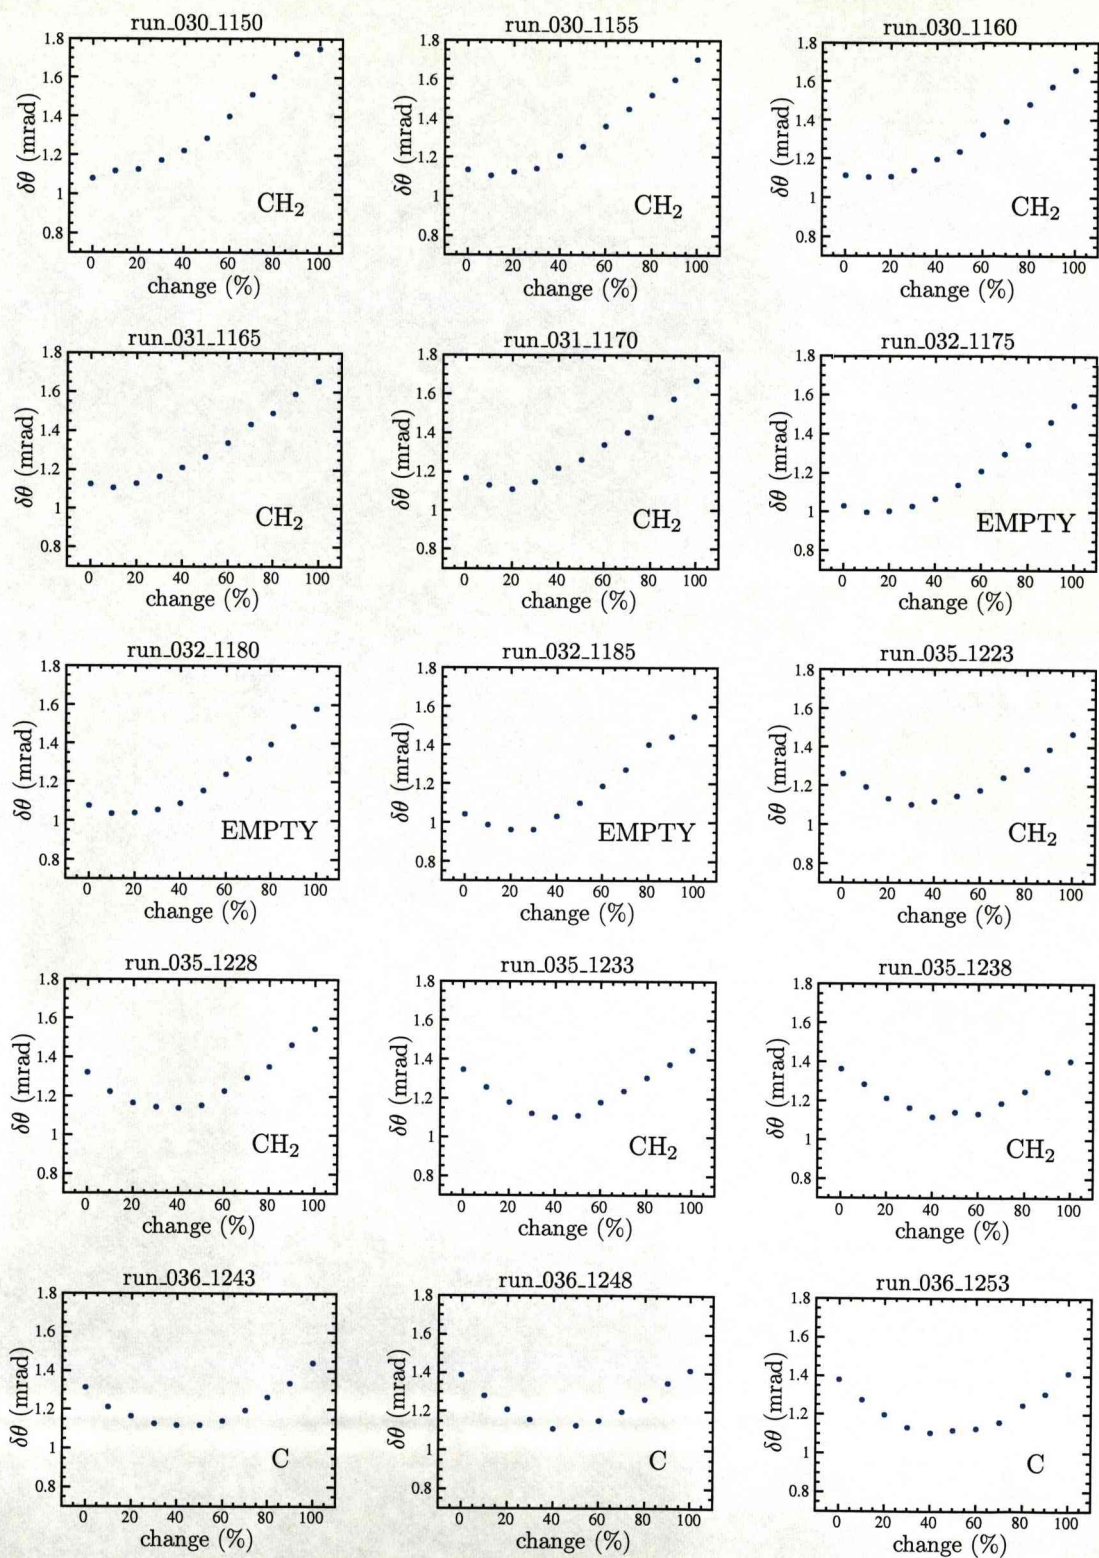 run_030_1150
1.8
1.6
1.4
1.2
1
0.8
δθ (mrad)
CH₂
0 20 40 60 80 100
change (%)
run_030_1155
1.8
1.6
1.4
1.2
1
0.8
δθ (mrad)
CH₂
0 20 40 60 80 100
change (%)
run_030_1160
1.8
1.6
1.4
1.2
1
0.8
δθ (mrad)
CH₂
0 20 40 60 80 100
change (%)
run_031_1165
1.8
1.6
1.4
1.2
1
0.8
δθ (mrad)
CH₂
0 20 40 60 80 100
change (%)
run_031_1170
1.8
1.6
1.4
1.2
1
0.8
δθ (mrad)
CH₂
0 20 40 60 80 100
change (%)
run_032_1175
1.8
1.6
1.4
1.2
1
0.8
δθ (mrad)
EMPTY
0 20 40 60 80 100
change (%)
run_032_1180
1.8
1.6
1.4
1.2
1
0.8
δθ (mrad)
EMPTY
0 20 40 60 80 100
change (%)
run_032_1185
1.8
1.6
1.4
1.2
1
0.8
δθ (mrad)
EMPTY
0 20 40 60 80 100
change (%)
run_035_1223
1.8
1.6
1.4
1.2
1
0.8
δθ (mrad)
CH₂
0 20 40 60 80 100
change (%)
run_035_1228
1.8
1.6
1.4
1.2
1
0.8
δθ (mrad)
CH₂
0 20 40 60 80 100
change (%)
run_035_1233
1.8
1.6
1.4
1.2
1
0.8
δθ (mrad)
CH₂
0 20 40 60 80 100
change (%)
run_035_1238
1.8
1.6
1.4
1.2
1
0.8
δθ (mrad)
CH₂
0 20 40 60 80 100
change (%)
run_036_1243
1.8
1.6
1.4
1.2
1
0.8
δθ (mrad)
C
0 20 40 60 80 100
change (%)
run_036_1248
1.8
1.6
1.4
1.2
1
0.8
δθ (mrad)
C
0 20 40 60 80 100
change (%)
run_036_1253
1.8
1.6
1.4
1.2
1
0.8
δθ (mrad)
C
0 20 40 60 80 100
change (%)